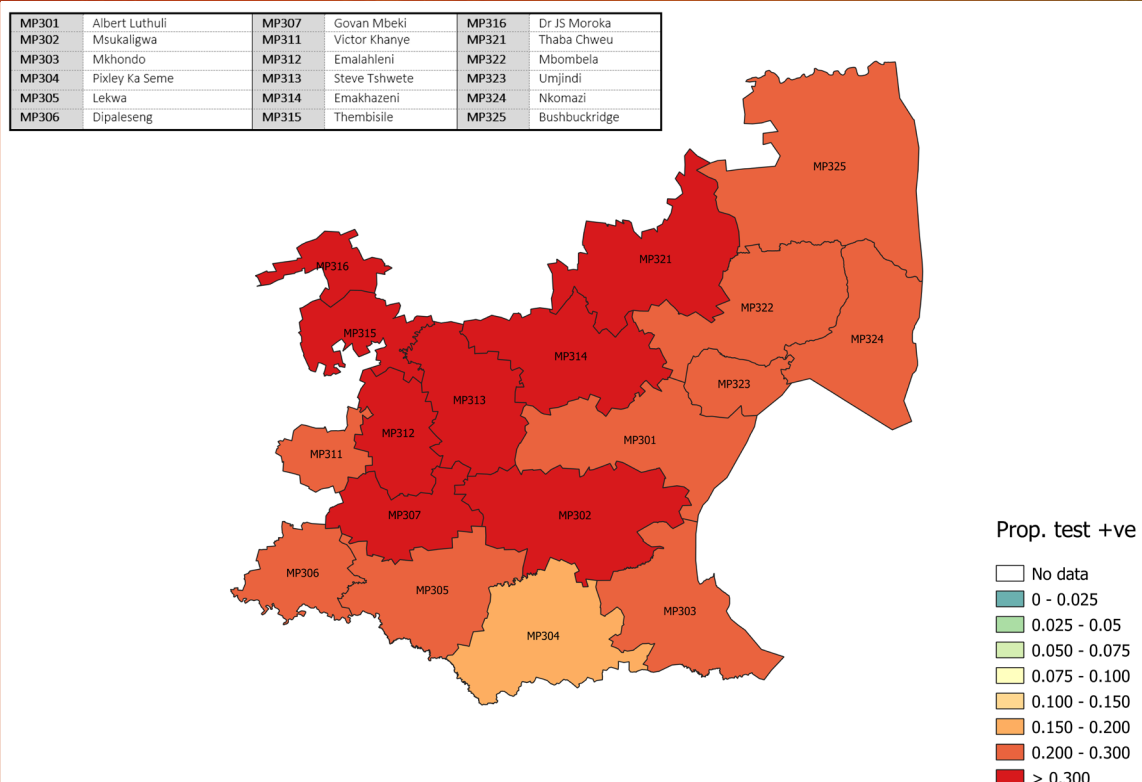 MP301 Albert Luthuli MP307 Govan Mbeki MP316 Dr JS Moroka
MP302 Msukaligwa MP311 Victor Khanye MP321 Thaba Chweu
MP303 Mkhondo MP312 Emalahleni MP322 Mbombela
MP304 Pixley Ka Seme MP313 Steve Tshwete MP323 Umjindi
MP305 Lekwa MP314 Emakhazeni MP324 Nkomazi
MP306 Dipaleseng MP315 Thembisile MP325 Bushbuckridge
MP325
MP321
MP316
MP322
MP315
MP324
MP314
MP323
MP313
MP312
MP301
MP311
MP307
MP302
MP306
MP305
MP303
MP304
Prop. test +ve
No data
0 - 0.025
0.025 - 0.05
0.050 - 0.075
0.075 - 0.100
0.100 - 0.150
0.150 - 0.200
0.200 - 0.300
> 0.300